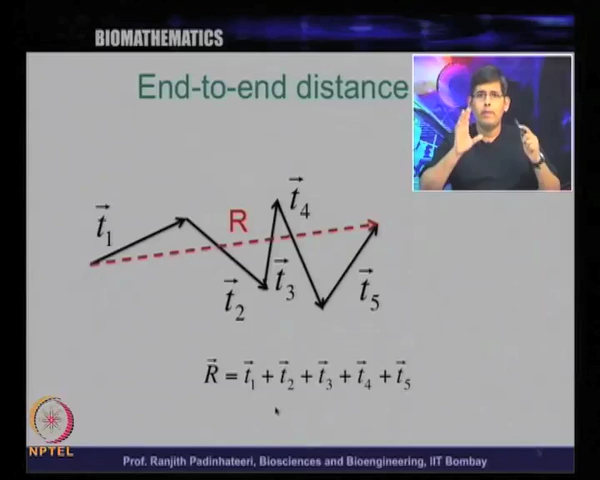 BIOMATHEMATICS
End-to-end distance
t⃗₁
R
t⃗₄
t⃗₂
t⃗₃
t⃗₅
R⃗ = t⃗₁ + t⃗₂ + t⃗₃ + t⃗₄ + t⃗₅
NPTEL
Prof. Ranjith Padinhateeri, Biosciences and Bioengineering, IIT Bombay